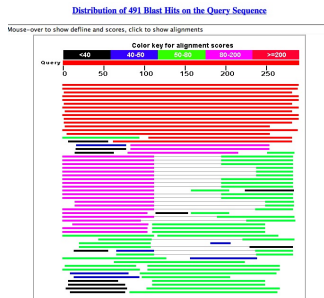 Distribution of 491 Blast Hits on the Query Sequence
Mouse-over to show defline and scores, click to show alignments
Color key for alignment scores
<40 40-50 50-80 80-200 >=200
Query
0 50 100 150 200 250